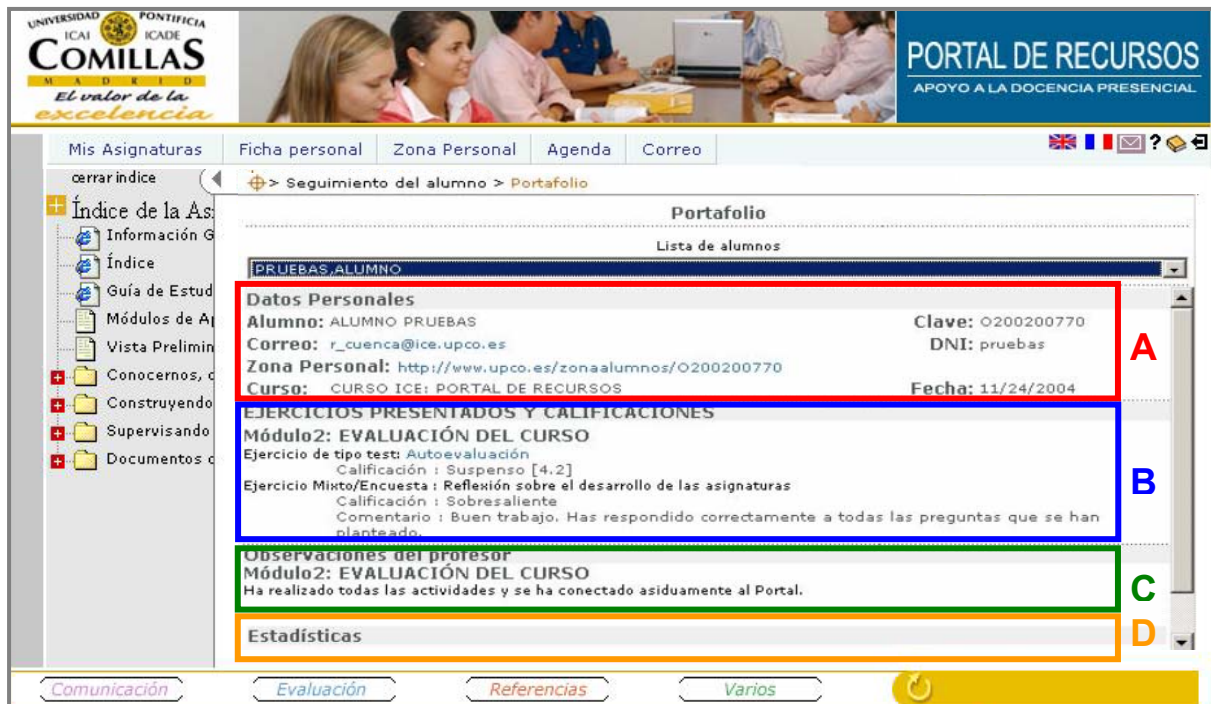 UNIVERSIDAD PONTIFICIA
ICAI ICADE
COMILLAS
MADRID
El valor de la
excelencia
PORTAL DE RECURSOS
APOYO A LA DOCENCIA PRESENCIAL
Mis Asignaturas Ficha personal Zona Personal Agenda Correo ?
cerrar indice > Seguimiento del alumno > Portafolio
Índice de la As
Información G
Índice
Guía de Estud
Módulos de Ap
Vista Prelimin
Conocernos, c
Construyendo
Supervisando
Documentos c
Portafolio
Lista de alumnos
PRUEBAS,ALUMNO
Datos Personales
Alumno: ALUMNO PRUEBAS Clave: O200200770
Correo: r_cuenca@ice.upco.es DNI: pruebas
Zona Personal: http://www.upco.es/zonaalumnos/O200200770
Curso: CURSO ICE: PORTAL DE RECURSOS Fecha: 11/24/2004
A
EJERCICIOS PRESENTADOS Y CALIFICACIONES
Módulo2: EVALUACIÓN DEL CURSO
Ejercicio de tipo test: Autoevaluación
Calificación : Suspenso [4.2]
Ejercicio Mixto/Encuesta : Reflexión sobre el desarrollo de las asignaturas
Calificación : Sobresaliente
Comentario : Buen trabajo. Has respondido correctamente a todas las preguntas que se han
planteado.
B
Observaciones del profesor
Módulo2: EVALUACIÓN DEL CURSO
Ha realizado todas las actividades y se ha conectado asiduamente al Portal.
C
Estadísticas
D
Comunicación Evaluación Referencias Varios